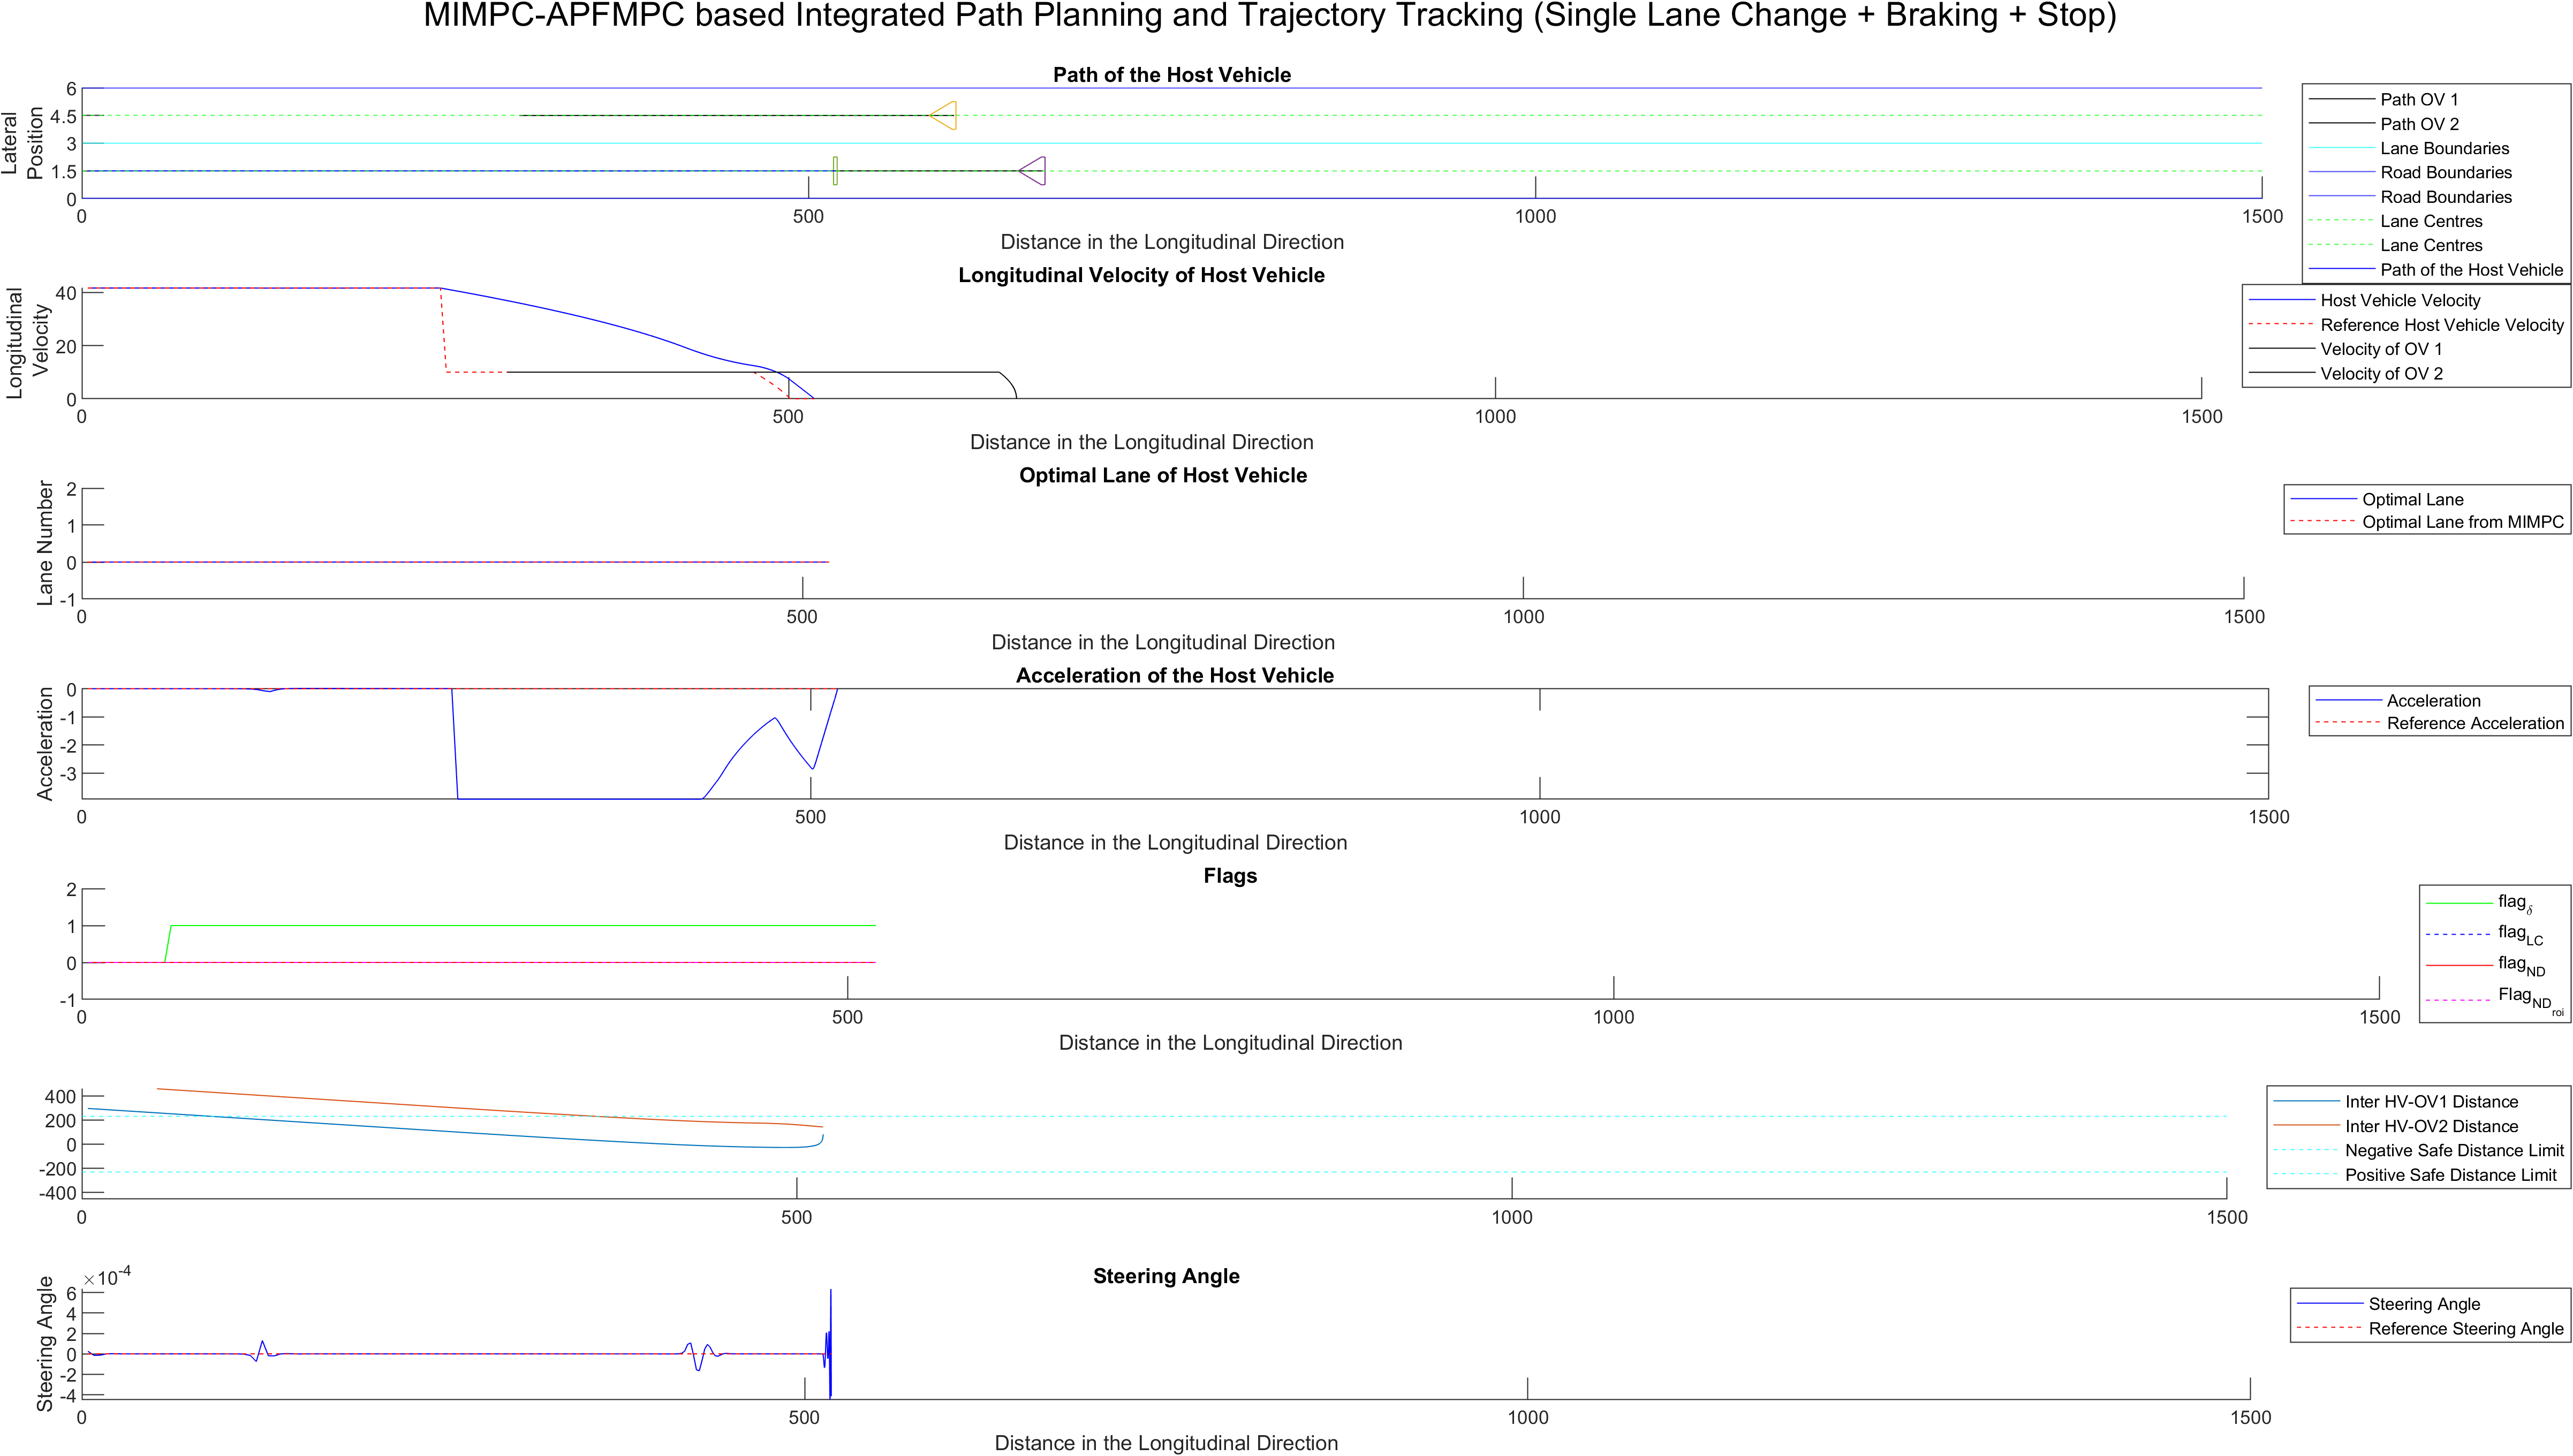 MIMPC-APFMPC based Integrated Path Planning and Trajectory Tracking (Single Lane Change + Braking + Stop)
Path of the Host Vehicle
Lateral
Position
6
4.5
3
1.5
0
0
500
1000
1500
Distance in the Longitudinal Direction
Path OV 1
Path OV 2
Lane Boundaries
Road Boundaries
Road Boundaries
Lane Centres
Lane Centres
Path of the Host Vehicle
Longitudinal Velocity of Host Vehicle
Longitudinal
Velocity
40
20
0
0
500
1000
1500
Distance in the Longitudinal Direction
Host Vehicle Velocity
Reference Host Vehicle Velocity
Velocity of OV 1
Velocity of OV 2
Optimal Lane of Host Vehicle
Lane Number
2
1
0
-1
0
500
1000
1500
Distance in the Longitudinal Direction
Optimal Lane
Optimal Lane from MIMPC
Acceleration of the Host Vehicle
Acceleration
0
-1
-2
-3
0
500
1000
1500
Distance in the Longitudinal Direction
Acceleration
Reference Acceleration
Flags
2
1
0
-1
0
500
1000
1500
Distance in the Longitudinal Direction
flag δ
flag LC
flag ND
Flag ND roi
400
200
0
-200
-400
0
500
1000
1500
Inter HV-OV1 Distance
Inter HV-OV2 Distance
Negative Safe Distance Limit
Positive Safe Distance Limit
Steering Angle
×10-4
Steering Angle
6
4
2
0
-2
-4
0
500
1000
1500
Distance in the Longitudinal Direction
Steering Angle
Reference Steering Angle